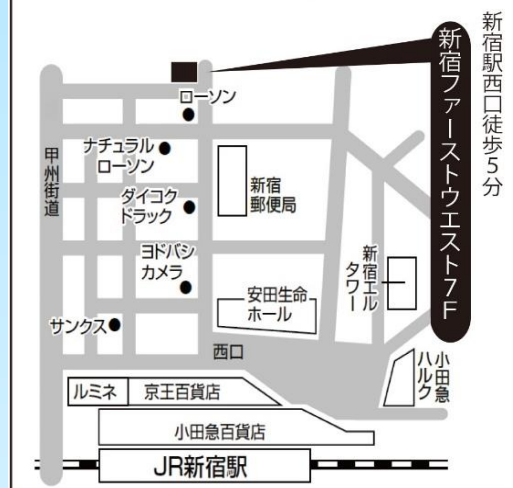 新宿駅西口徒歩5分
新宿ファーストウエスト7F
ローソン
ナチュラル
ローソン
甲州街道
ダイコク
ドラック
新宿
郵便局
ヨドバシ
カメラ
新宿エル
タワー
安田生命
ホール
サンクス
西口
小田急
ハルク
ルミネ
京王百貨店
小田急百貨店
JR新宿駅